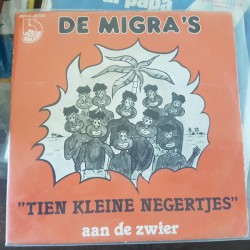 DE MIGRA'S
"TIEN KLEINE NEGERTJES"
aan de zwier